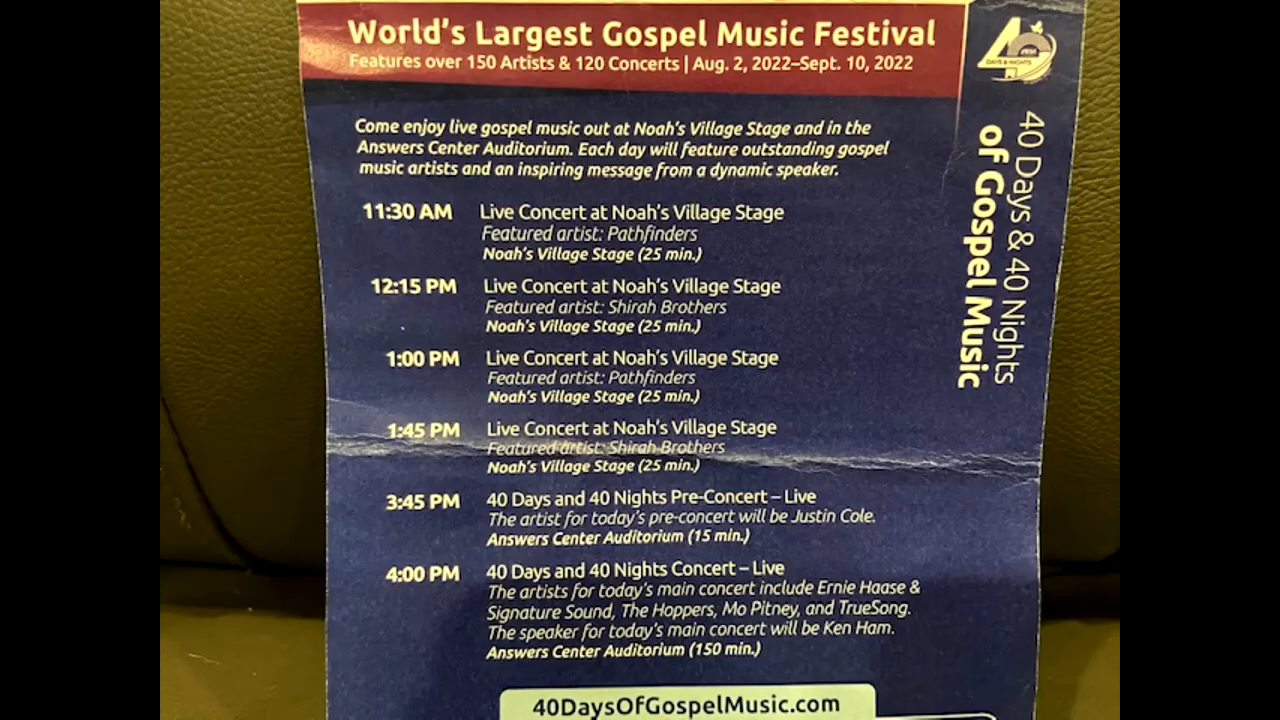 World's Largest Gospel Music Festival
Features over 150 Artists & 120 Concerts | Aug. 2, 2022–Sept. 10, 2022
40
DAYS & NIGHTS
40 Days & 40 Nights
of Gospel Music
Come enjoy live gospel music out at Noah's Village Stage and in the
Answers Center Auditorium. Each day will feature outstanding gospel
music artists and an inspiring message from a dynamic speaker.
11:30 AM Live Concert at Noah's Village Stage
Featured artist: Pathfinders
Noah's Village Stage (25 min.)
12:15 PM Live Concert at Noah's Village Stage
Featured artist: Shirah Brothers
Noah's Village Stage (25 min.)
1:00 PM Live Concert at Noah's Village Stage
Featured artist: Pathfinders
Noah's Village Stage (25 min.)
1:45 PM Live Concert at Noah's Village Stage
Featured artist: Shirah Brothers
Noah's Village Stage (25 min.)
3:45 PM 40 Days and 40 Nights Pre-Concert – Live
The artist for today's pre-concert will be Justin Cole.
Answers Center Auditorium (15 min.)
4:00 PM 40 Days and 40 Nights Concert – Live
The artists for today's main concert include Ernie Haase &
Signature Sound, The Hoppers, Mo Pitney, and TrueSong.
The speaker for today's main concert will be Ken Ham.
Answers Center Auditorium (150 min.)
40DaysOfGospelMusic.com